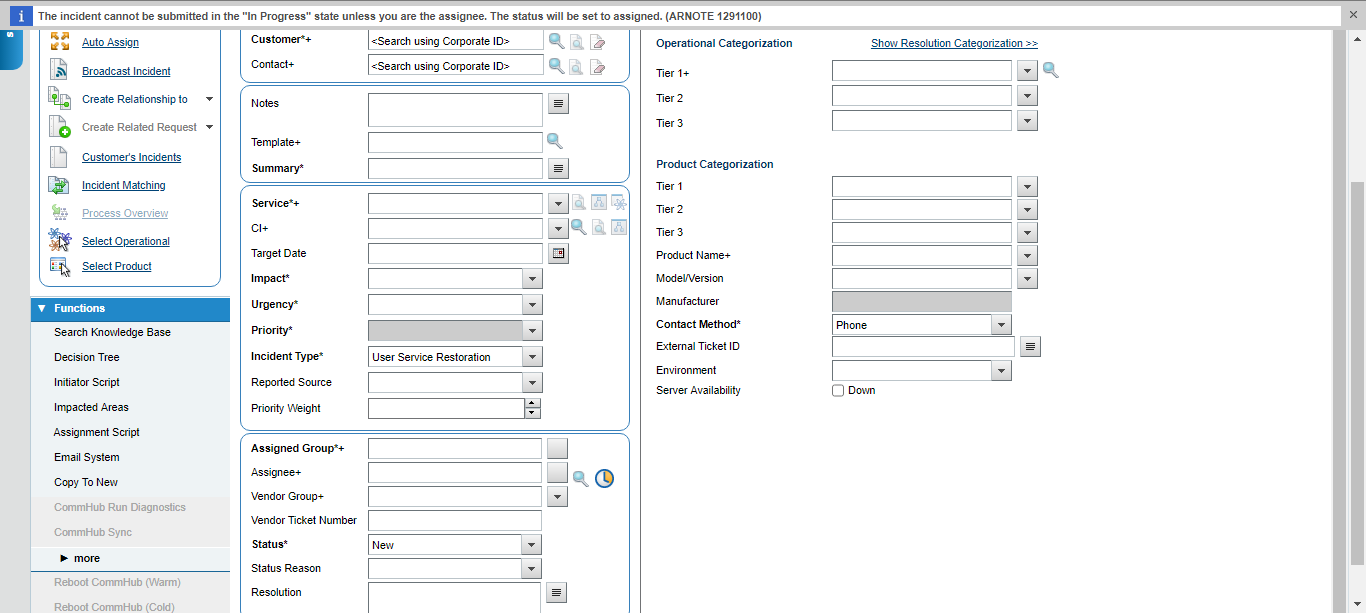 The incident cannot be submitted in the "In Progress" state unless you are the assignee. The status will be set to assigned. (ARNOTE 1291100)
Auto Assign
Broadcast Incident
Create Relationship to
Create Related Request
Customer's Incidents
Incident Matching
Process Overview
Select Operational
Select Product
Functions
Search Knowledge Base
Decision Tree
Initiator Script
Impacted Areas
Assignment Script
Email System
Copy To New
CommHub Run Diagnostics
CommHub Sync
more
Reboot CommHub (Warm)
Reboot CommHub (Cold)
Customer*+ <Search using Corporate ID>
Contact+ <Search using Corporate ID>
Notes
Template+
Summary*
Service*+
CI+
Target Date
Impact*
Urgency*
Priority*
Incident Type* User Service Restoration
Reported Source
Priority Weight
Assigned Group*+
Assignee+
Vendor Group+
Vendor Ticket Number
Status* New
Status Reason
Resolution
Operational Categorization Show Resolution Categorization >>
Tier 1+
Tier 2
Tier 3
Product Categorization
Tier 1
Tier 2
Tier 3
Product Name+
Model/Version
Manufacturer
Contact Method* Phone
External Ticket ID
Environment
Server Availability Down